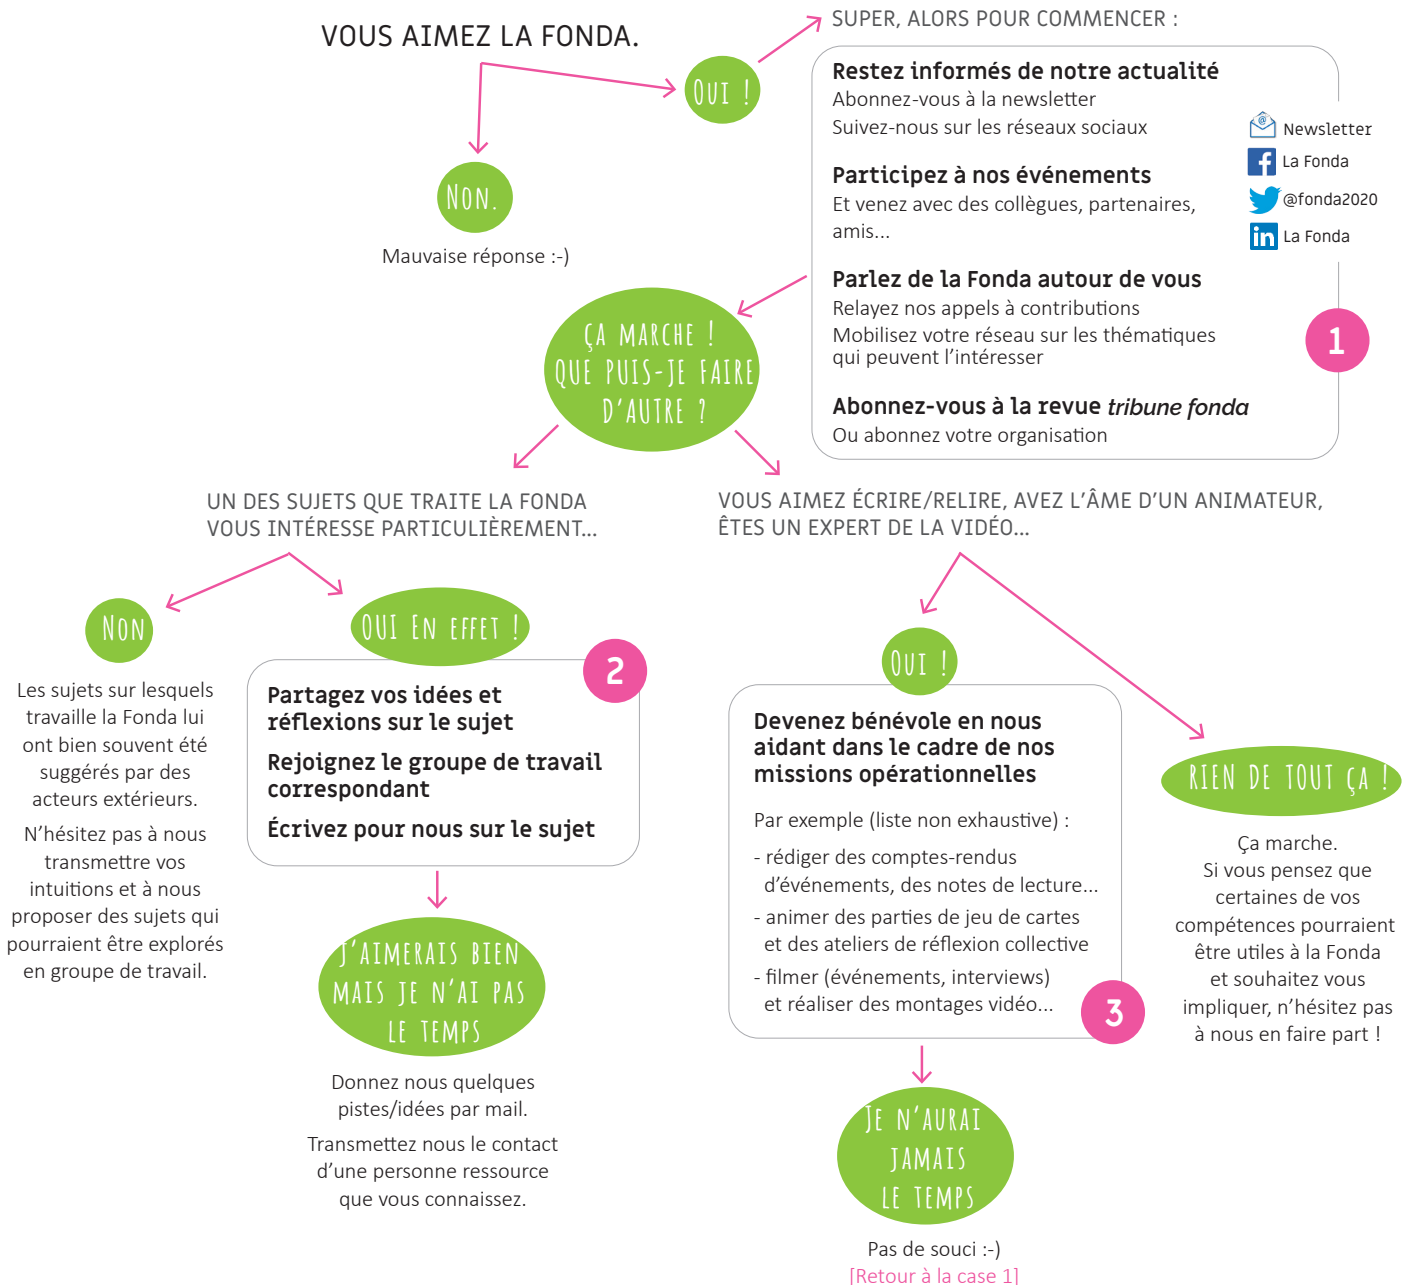 VOUS AIMEZ LA FONDA.
OUI !
SUPER, ALORS POUR COMMENCER :
NON.
Mauvaise réponse :-)
Restez informés de notre actualité
Abonnez-vous à la newsletter
Suivez-nous sur les réseaux sociaux
Participez à nos événements
Et venez avec des collègues, partenaires,
amis...
Parlez de la Fonda autour de vous
Relayez nos appels à contributions
Mobilisez votre réseau sur les thématiques
qui peuvent l'intéresser
Abonnez-vous à la revue tribune fonda
Ou abonnez votre organisation
@
Newsletter
La Fonda
@fonda2020
in La Fonda
1
ÇA MARCHE !
QUE PUIS-JE FAIRE
D'AUTRE ?
UN DES SUJETS QUE TRAITE LA FONDA
VOUS INTÉRESSE PARTICULIÈREMENT...
NON
Les sujets sur lesquels
travaille la Fonda lui
ont bien souvent été
suggérés par des
acteurs extérieurs.
N'hésitez pas à nous
transmettre vos
intuitions et à nous
proposer des sujets qui
pourraient être explorés
en groupe de travail.
OUI EN EFFET !
2
Partagez vos idées et
réflexions sur le sujet
Rejoignez le groupe de travail
correspondant
Écrivez pour nous sur le sujet
J'AIMERAIS BIEN
MAIS JE N'AI PAS
LE TEMPS
Donnez nous quelques
pistes/idées par mail.
Transmettez nous le contact
d'une personne ressource
que vous connaissez.
VOUS AIMEZ ÉCRIRE/RELIRE, AVEZ L'ÂME D'UN ANIMATEUR,
ÊTES UN EXPERT DE LA VIDÉO...
OUI !
Devenez bénévole en nous
aidant dans le cadre de nos
missions opérationnelles
Par exemple (liste non exhaustive) :
- rédiger des comptes-rendus
d'événements, des notes de lecture...
- animer des parties de jeu de cartes
et des ateliers de réflexion collective
- filmer (événements, interviews)
et réaliser des montages vidéo...
3
JE N'AURAI
JAMAIS
LE TEMPS
Pas de souci :-)
[Retour à la case 1]
RIEN DE TOUT ÇA !
Ça marche.
Si vous pensez que
certaines de vos
compétences pourraient
être utiles à la Fonda
et souhaitez vous
impliquer, n'hésitez pas
à nous en faire part !